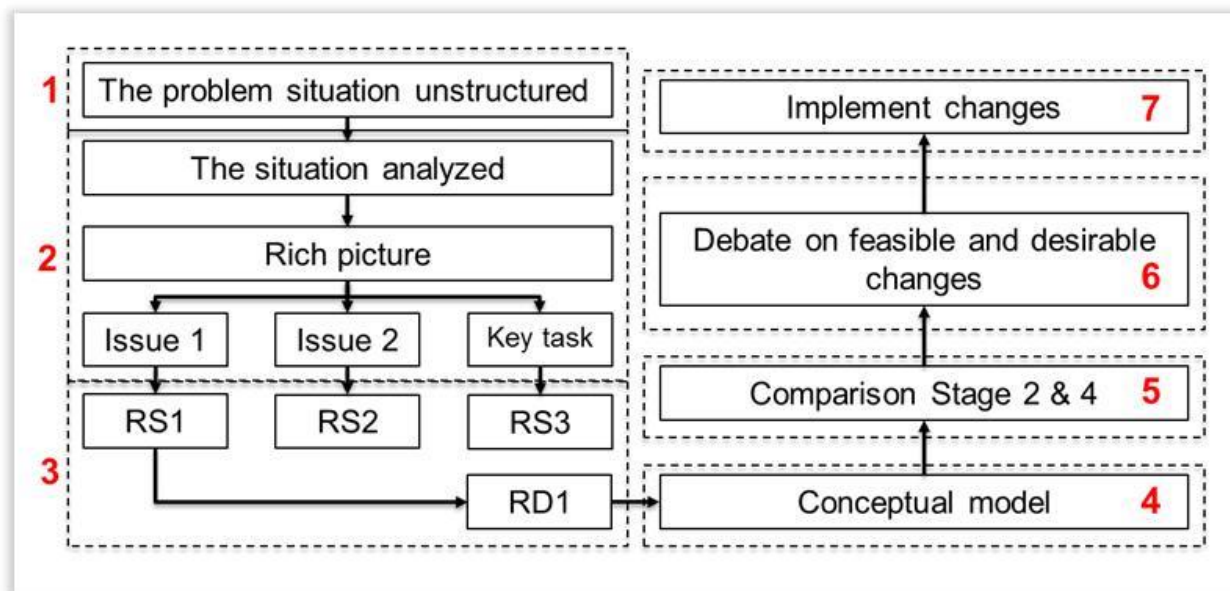 1
The problem situation unstructured
The situation analyzed
2
Rich picture
Issue 1
Issue 2
Key task
3
RS1
RS2
RS3
RD1
Implement changes 7
Debate on feasible and desirable
changes 6
Comparison Stage 2 & 4 5
Conceptual model 4